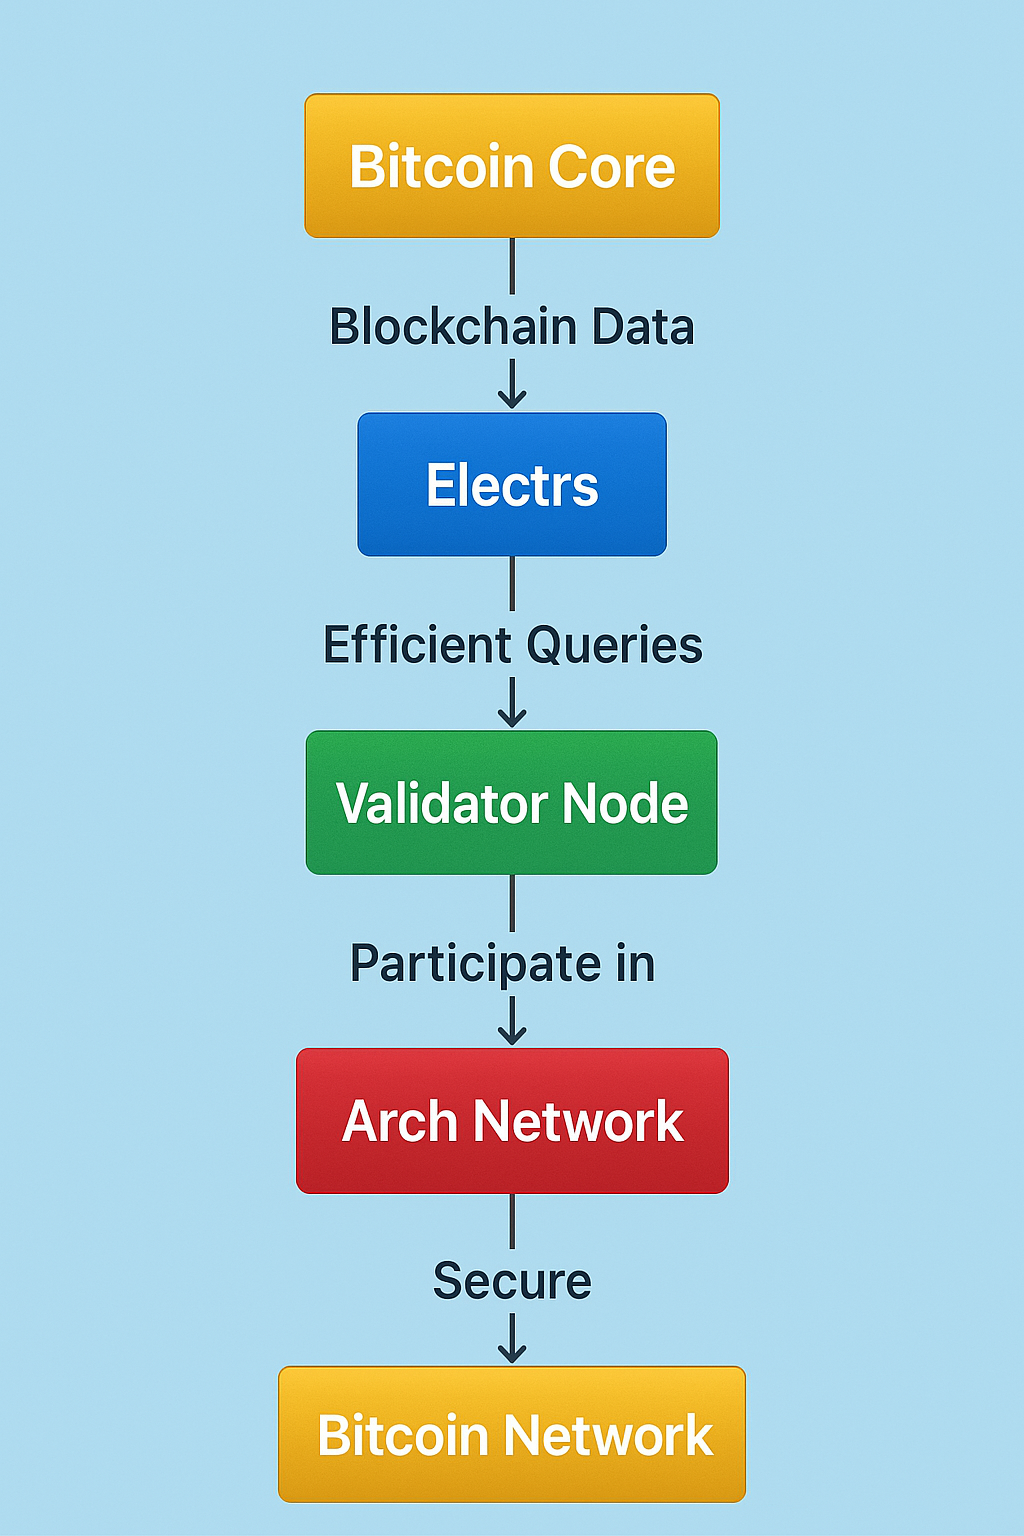 Bitcoin Core
Blockchain Data
Electrs
Efficient Queries
Validator Node
Participate in
Arch Network
Secure
Bitcoin Network